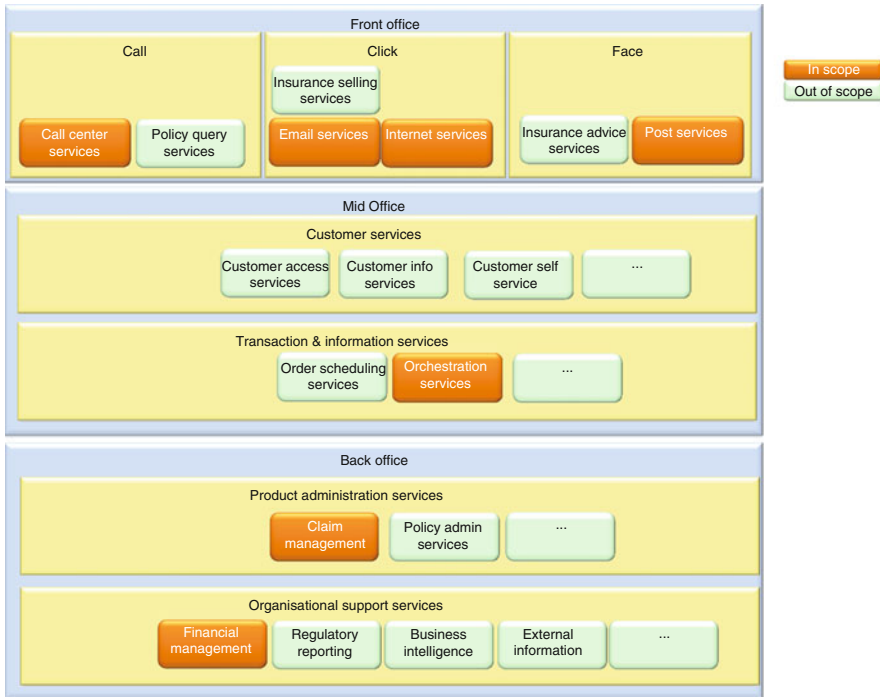 Front office
Call
Click
Face
Insurance selling
services
Call center
services
Policy query
services
Email services
Internet services
Insurance advice
services
Post services
In scope
Out of scope
Mid Office
Customer services
Customer access
services
Customer info
services
Customer self
service
...
Transaction & information services
Order scheduling
services
Orchestration
services
...
Back office
Product administration services
Claim
management
Policy admin
services
...
Organisational support services
Financial
management
Regulatory
reporting
Business
intelligence
External
information
...